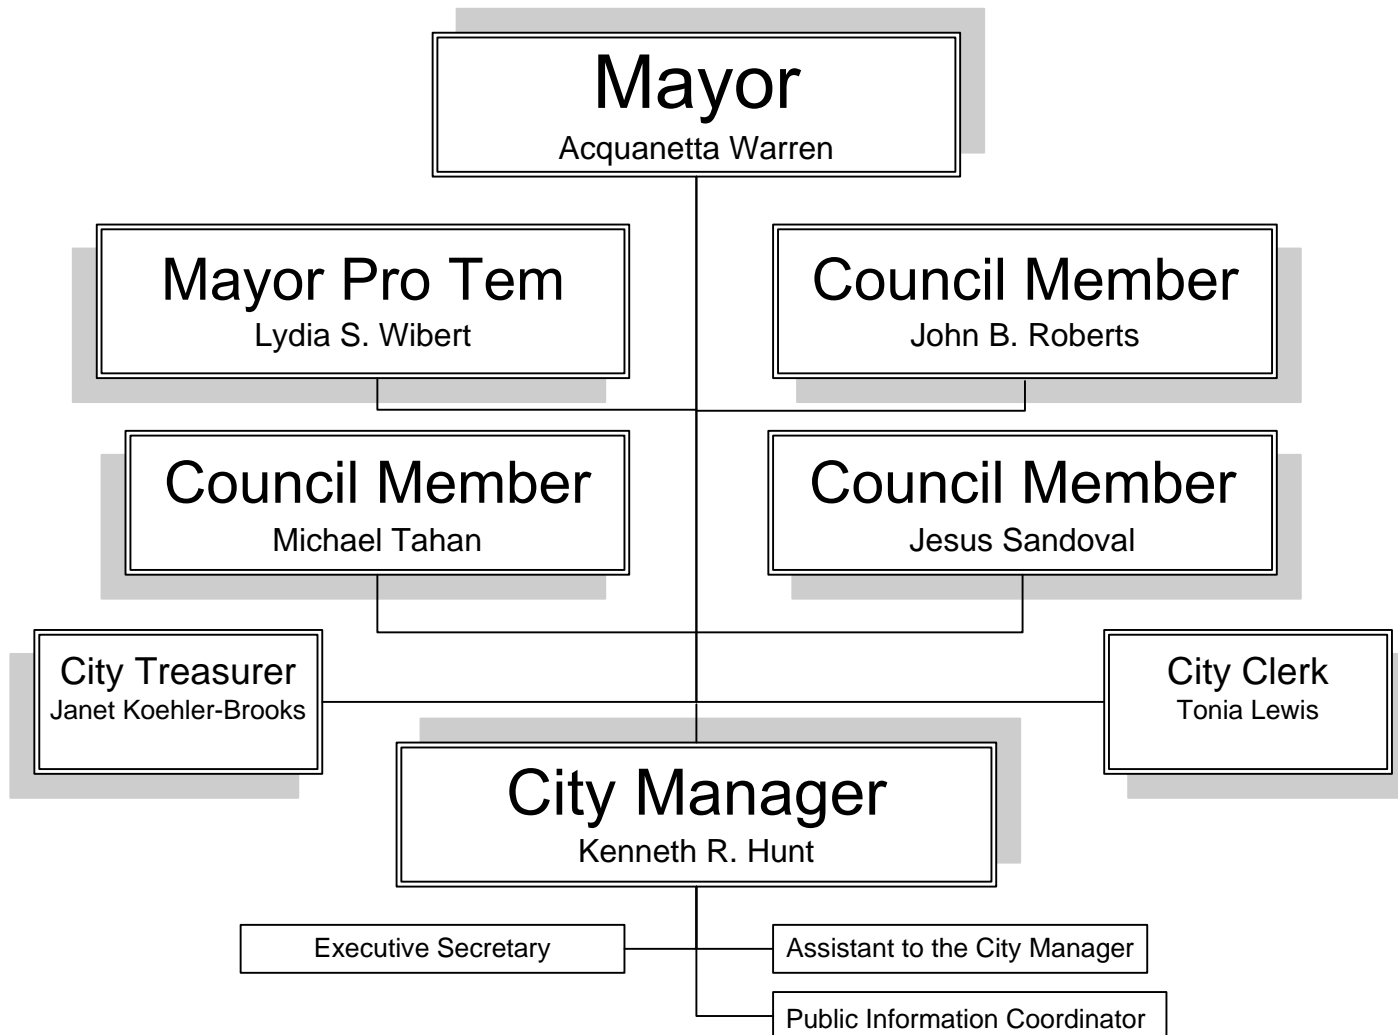 Mayor
Acquanetta Warren
Mayor Pro Tem
Lydia S. Wibert
Council Member
John B. Roberts
Council Member
Michael Tahan
Council Member
Jesus Sandoval
City Treasurer
Janet Koehler-Brooks
City Clerk
Tonia Lewis
City Manager
Kenneth R. Hunt
Executive Secretary
Assistant to the City Manager
Public Information Coordinator